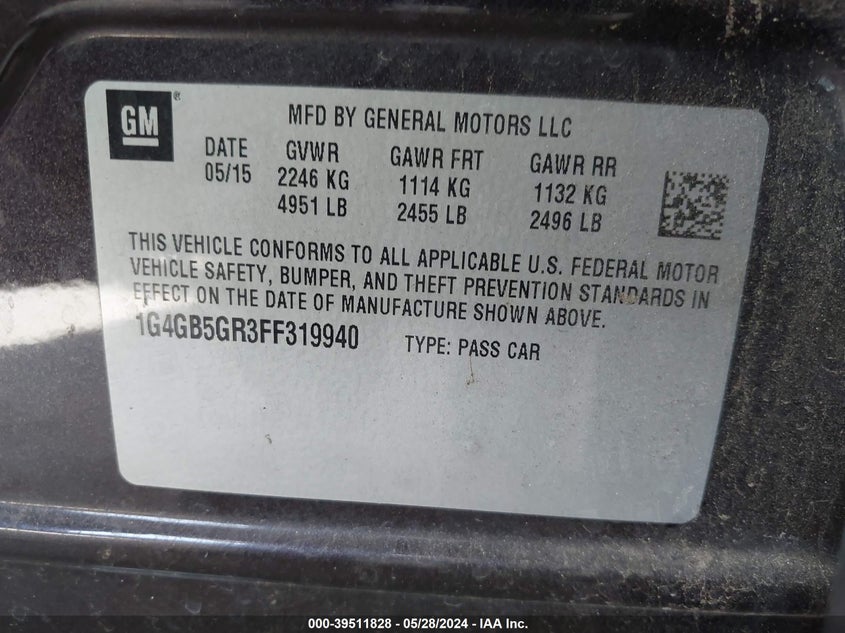 GM®
MFD BY GENERAL MOTORS LLC
DATE GVWR GAWR FRT GAWR RR
05/15 2246 KG 1114 KG 1132 KG
4951 LB 2455 LB 2496 LB
THIS VEHICLE CONFORMS TO ALL APPLICABLE U.S. FEDERAL MOTOR
VEHICLE SAFETY, BUMPER, AND THEFT PREVENTION STANDARDS IN
EFFECT ON THE DATE OF MANUFACTURE SHOWN ABOVE.
1G4GB5GR3FF319940 TYPE: PASS CAR
000-39511828 - 05/28/2024 - IAA Inc.